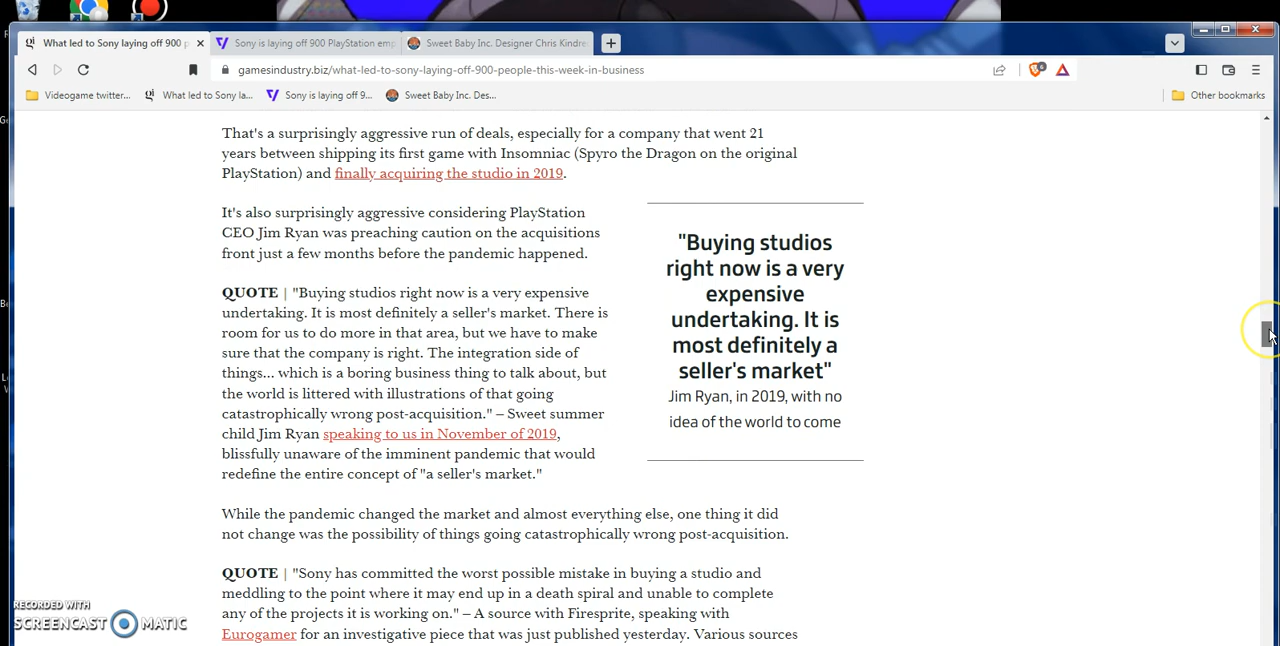 What led to Sony laying off 900 p
Sony is laying off 900 PlayStation emp
Sweet Baby Inc. Designer Chris Kindre
gamesindustry.biz/what-led-to-sony-laying-off-900-people-this-week-in-business
6
Videogame twitter...
What led to Sony la...
Sony is laying off 9...
Sweet Baby Inc. Des...
Other bookmarks
That's a surprisingly aggressive run of deals, especially for a company that went 21
years between shipping its first game with Insomniac (Spyro the Dragon on the original
PlayStation) and finally acquiring the studio in 2019.
It's also surprisingly aggressive considering PlayStation
CEO Jim Ryan was preaching caution on the acquisitions
front just a few months before the pandemic happened.
QUOTE | "Buying studios right now is a very expensive
undertaking. It is most definitely a seller's market. There is
room for us to do more in that area, but we have to make
sure that the company is right. The integration side of
things... which is a boring business thing to talk about, but
the world is littered with illustrations of that going
catastrophically wrong post-acquisition." – Sweet summer
child Jim Ryan speaking to us in November of 2019,
blissfully unaware of the imminent pandemic that would
redefine the entire concept of "a seller's market."
"Buying studios
right now is a very
expensive
undertaking. It is
most definitely a
seller's market"
Jim Ryan, in 2019, with no
idea of the world to come
While the pandemic changed the market and almost everything else, one thing it did
not change was the possibility of things going catastrophically wrong post-acquisition.
QUOTE | "Sony has committed the worst possible mistake in buying a studio and
meddling to the point where it may end up in a death spiral and unable to complete
any of the projects it is working on." – A source with Firesprite, speaking with
Eurogamer for an investigative piece that was just published yesterday. Various sources
RECORDED WITH
SCREENCAST MATIC